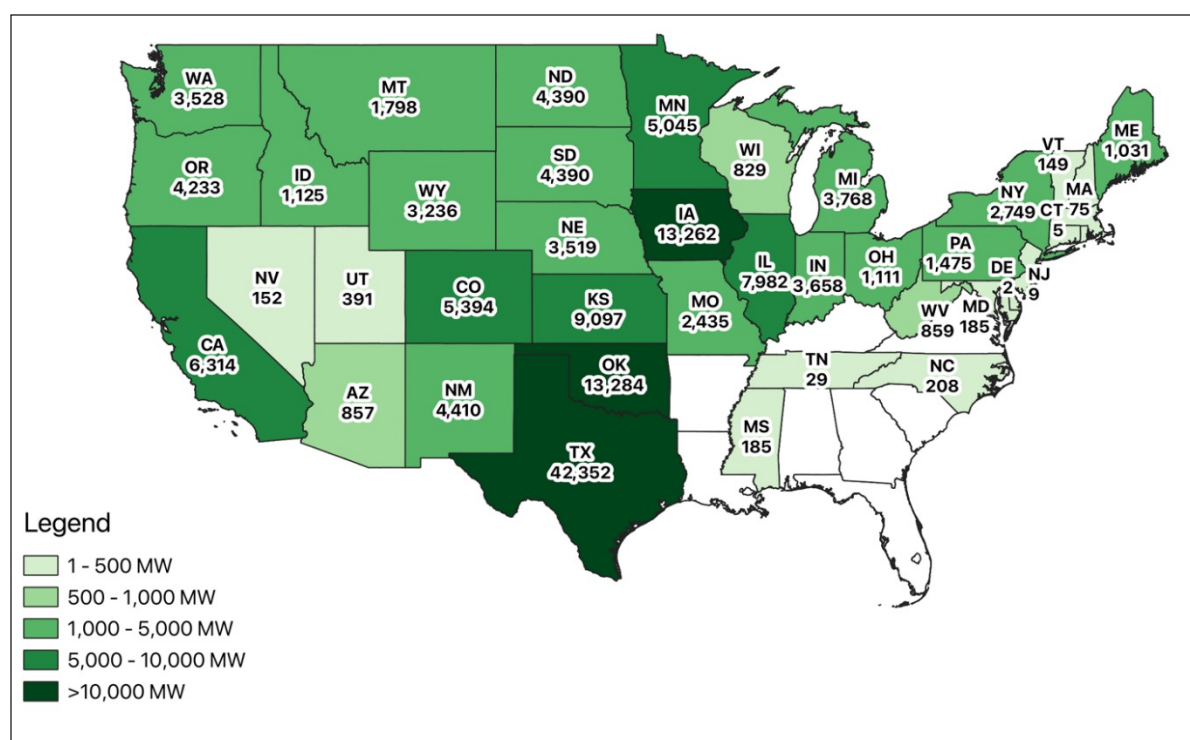 WA
3,528
MT
1,798
ND
4,390
MN
5,045
OR
4,233
ID
1,125
WY
3,236
SD
4,390
WI
829
MI
3,768
VT
149
ME
1,031
NY
2,749
MA
75
CT
5
NV
152
UT
391
CO
5,394
NE
3,519
IA
13,262
IL
7,982
IN
3,658
OH
1,111
PA
1,475
DE
2
NJ
9
CA
6,314
KS
9,097
MO
2,435
WV
859
MD
185
AZ
857
NM
4,410
OK
13,284
TN
29
NC
208
TX
42,352
MS
185
Legend
1 - 500 MW
500 - 1,000 MW
1,000 - 5,000 MW
5,000 - 10,000 MW
>10,000 MW